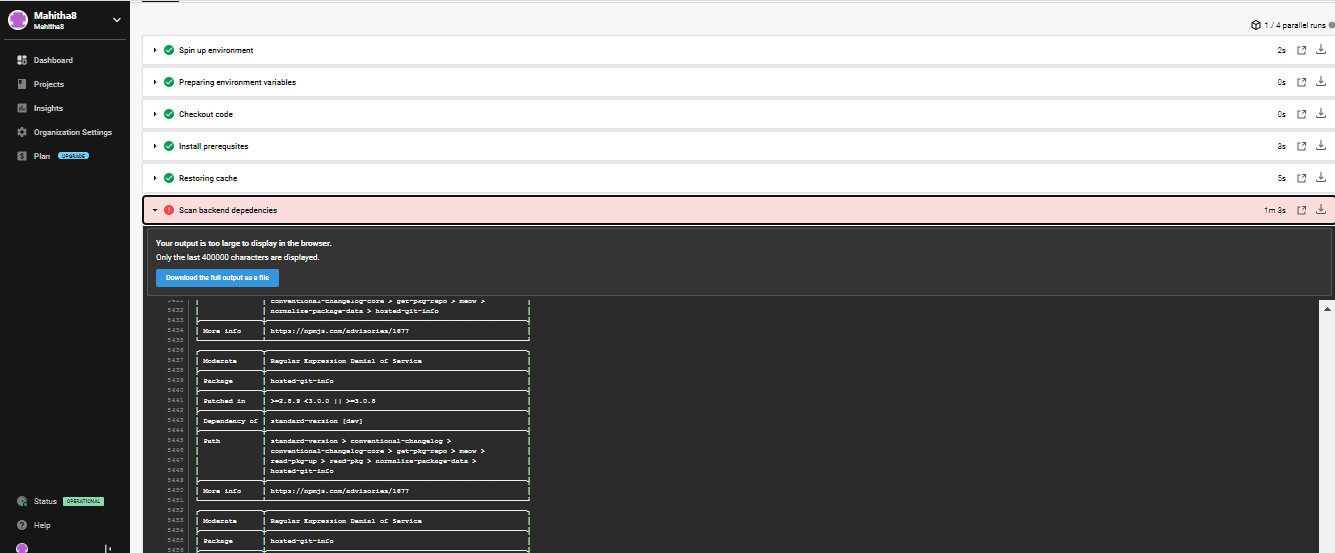 Mahitha8
Mahitha8
1 / 4 parallel runs
Dashboard
Projects
Insights
Organization Settings
Plan UPGRADE
Spin up environment 2s
Preparing environment variables 0s
Checkout code 0s
Install prerequsites 3s
Restoring cache 5s
Scan backend depedencies 1m 3s
Your output is too large to display in the browser.
Only the last 400000 characters are displayed.
Download the full output as a file
5431 conventional-changelog-core > get-pkg-repo > meow >
5432 normalize-package-data > hosted-git-info
5433
5434 More info https://npmjs.com/advisories/1677
5435
5436
5437 Moderate Regular Expression Denial of Service
5438
5439 Package hosted-git-info
5440
5441 Patched in >=2.8.9 <3.0.0 || >=3.0.8
5442
5443 Dependency of standard-version [dev]
5444
5445 Path standard-version > conventional-changelog >
5446 conventional-changelog-core > get-pkg-repo > meow >
5447 read-pkg-up > read-pkg > normalize-package-data >
5448 hosted-git-info
5449
5450 More info https://npmjs.com/advisories/1677
5451
5452
5453 Moderate Regular Expression Denial of Service
5454
5455 Package hosted-git-info
5456
Status OPERATIONAL
Help